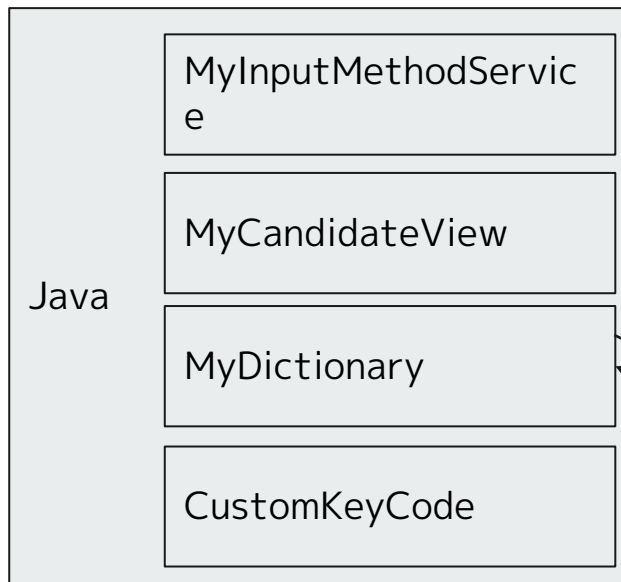 MyInputMethodServic
e
MyCandidateView
Java
MyDictionary
CustomKeyCode